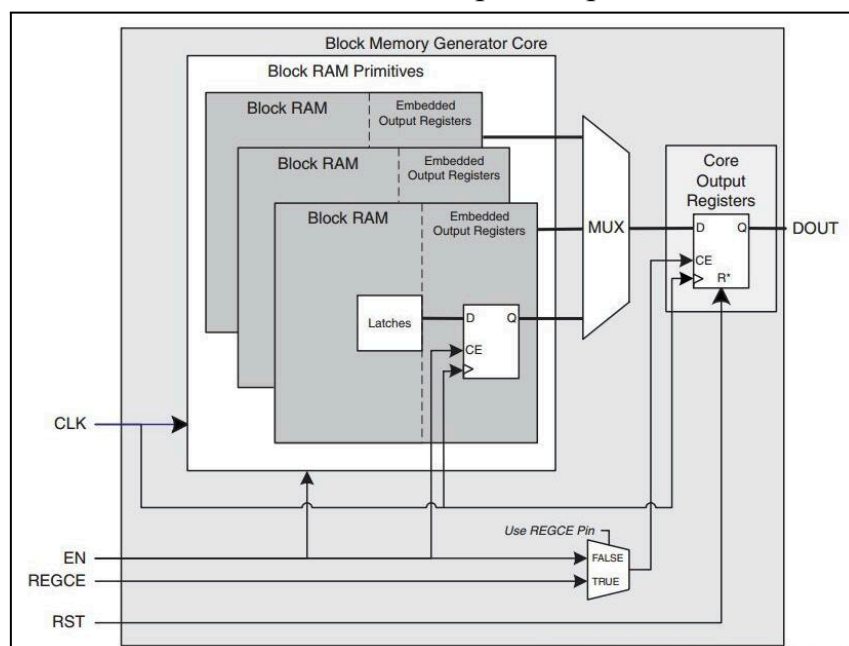 Block Memory Generator Core
Block RAM Primitives
Block RAM
Embedded
Output Registers
Block RAM
Embedded
Output Registers
Block RAM
Embedded
Output Registers
Core
Output
Registers
MUX
D
Q
DOUT
CE
R*
Latches
D
Q
CE
CLK
Use REGCE Pin
EN
FALSE
REGCE
TRUE
RST